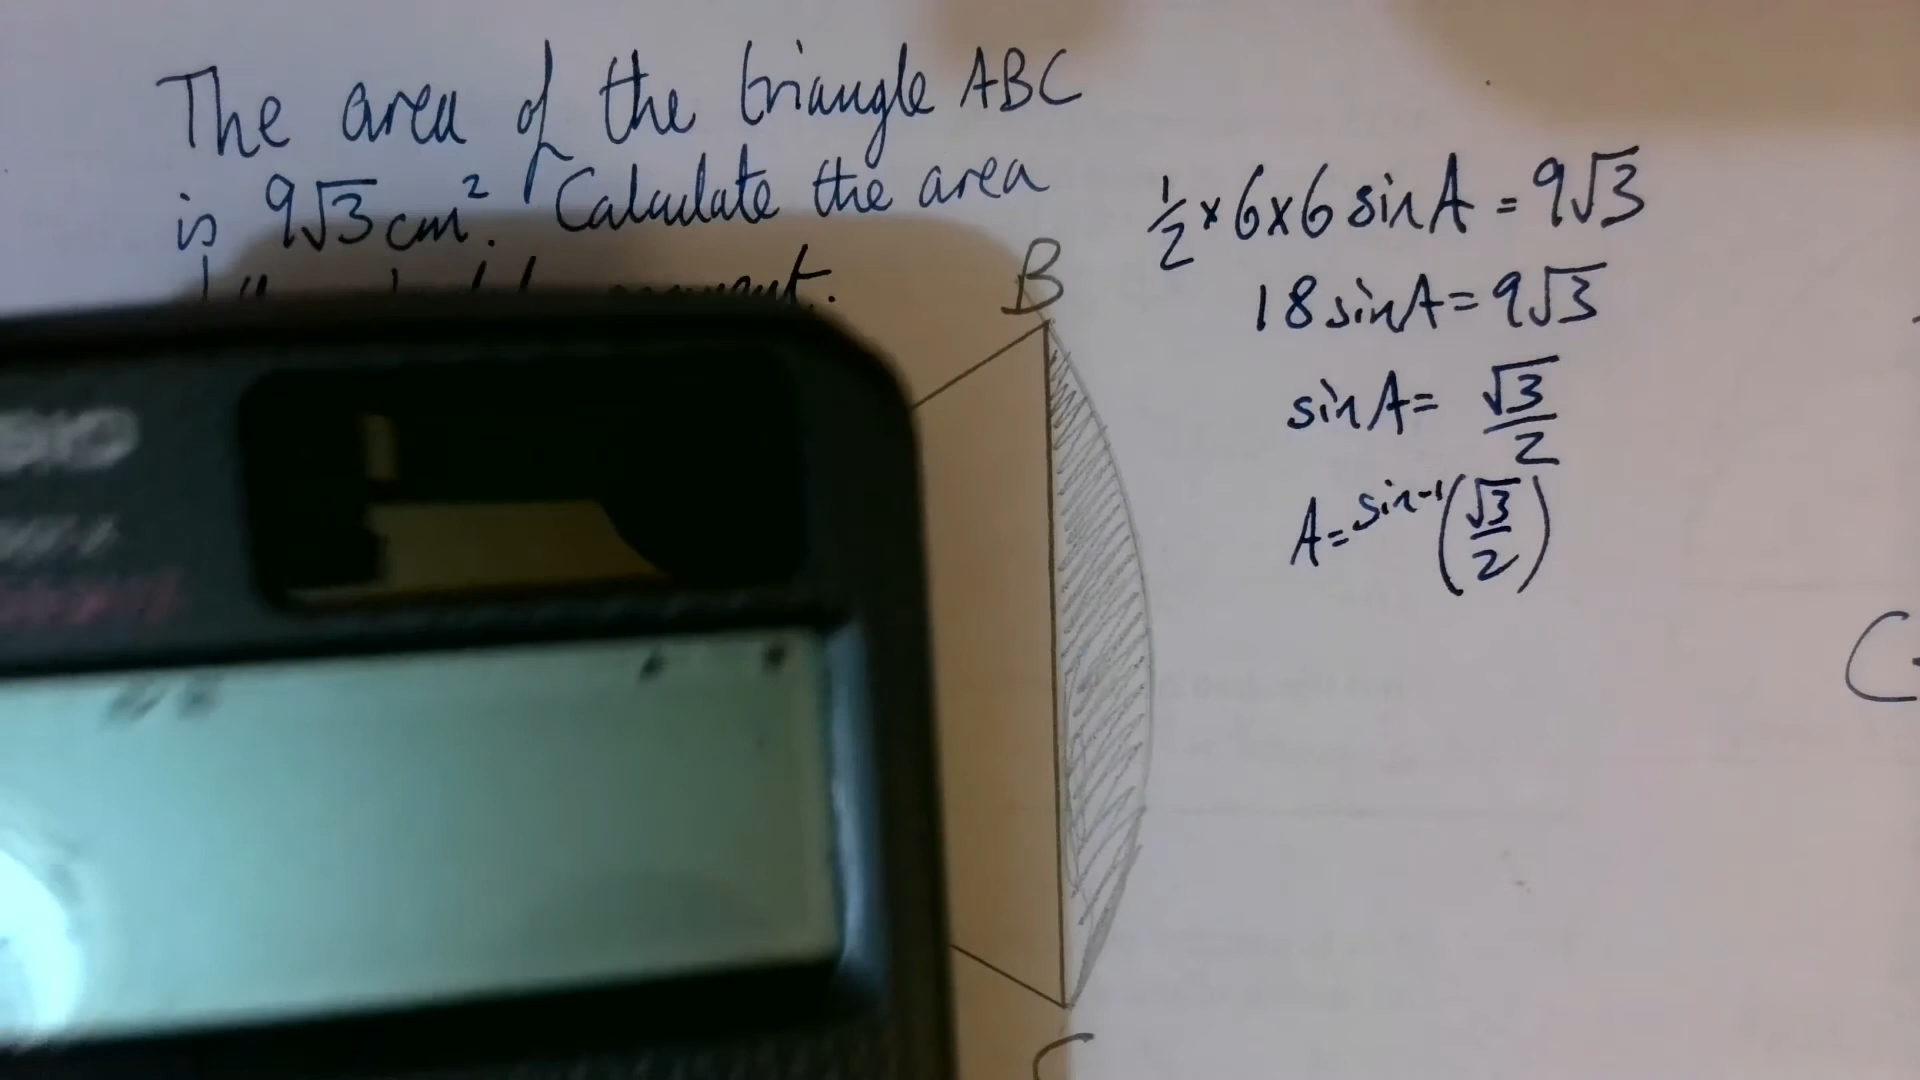 The area of the triangle ABC
is 9√3 cm². Calculate the area
B
½ × 6 × 6 sin A = 9√3
18 sin A = 9√3
sin A = √3/2
A = sin⁻¹(√3/2)
C
C